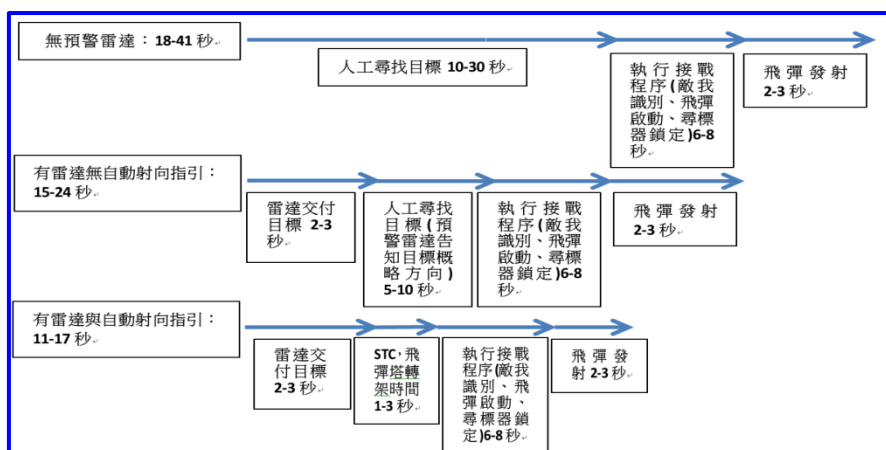 無預警雷達：18-41 秒
人工尋找目標 10-30 秒
執行接戰
程序(敵我
識別、飛彈
啟動、尋標
器鎖定)6-8
秒
飛彈發射
2-3 秒
有雷達無自動射向指引：
15-24 秒
雷達交付
目標 2-3
秒
人工尋找
目標(預
警雷達告
知目標概
略方向)
5-10 秒
執行接戰
程序(敵我
識別、飛彈
啟動、尋標
器鎖定)6-8
秒
飛彈發射
2-3 秒
有雷達與自動射向指引：
11-17 秒
雷達交
付目標
2-3 秒
STC，飛
彈塔轉
架時間
1-3 秒
執行接戰
程序(敵我
識別、飛
彈啟動、
尋標器鎖
定)6-8 秒
飛彈發
射 2-3 秒